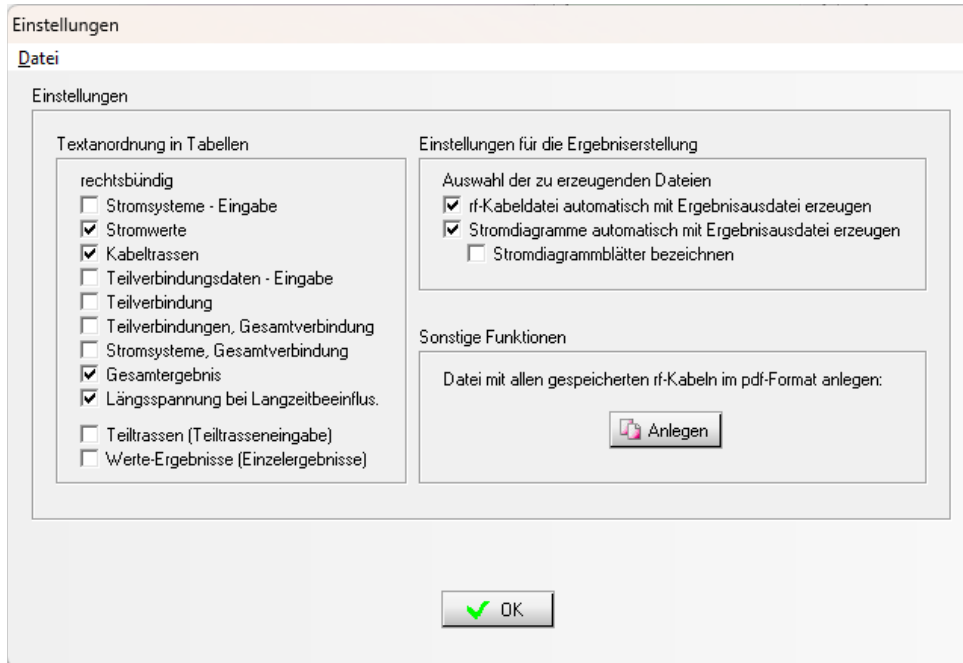 Einstellungen
Datei
Einstellungen
Textanordnung in Tabellen
rechtsbündig
Stromsysteme - Eingabe
Stromwerte
Kabeltrassen
Teilverbindungsdaten - Eingabe
Teilverbindung
Teilverbindungen, Gesamtverbindung
Stromsysteme, Gesamtverbindung
Gesamtergebnis
Längsspannung bei Langzeitbeeinflus.
Teiltrassen (Teiltrasseneingabe)
Werte-Ergebnisse (Einzelergebnisse)
Einstellungen für die Ergebniserstellung
Auswahl der zu erzeugenden Dateien
rf-Kabeldatei automatisch mit Ergebnisausdatei erzeugen
Stromdiagramme automatisch mit Ergebnisausdatei erzeugen
Stromdiagrammblätter bezeichnen
Sonstige Funktionen
Datei mit allen gespeicherten rf-Kabeln im pdf-Format anlegen:
Anlegen
OK